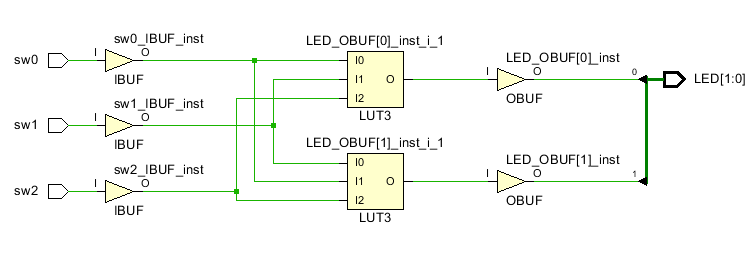 sw0
I
sw0_IBUF_inst
O
IBUF
sw1
I
sw1_IBUF_inst
O
IBUF
sw2
I
sw2_IBUF_inst
O
IBUF
LED_OBUF[0]_inst_i_1
I0
I1
I2
O
LUT3
LED_OBUF[1]_inst_i_1
I0
I1
I2
O
LUT3
LED_OBUF[0]_inst
I
O
OBUF
LED_OBUF[1]_inst
I
O
OBUF
0
1
LED[1:0]